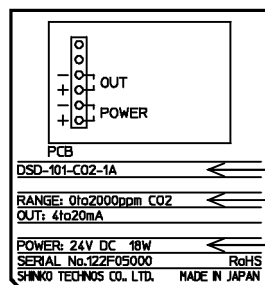 − OUT
+
− POWER
+
PCB
DSD-101-CO2-1A
RANGE: 0to2000ppm CO2
OUT: 4to20mA
POWER: 24V DC 18W
SERIAL No.122F05000 RoHS
SHINKO TECHNOS CO., LTD. MADE IN JAPAN